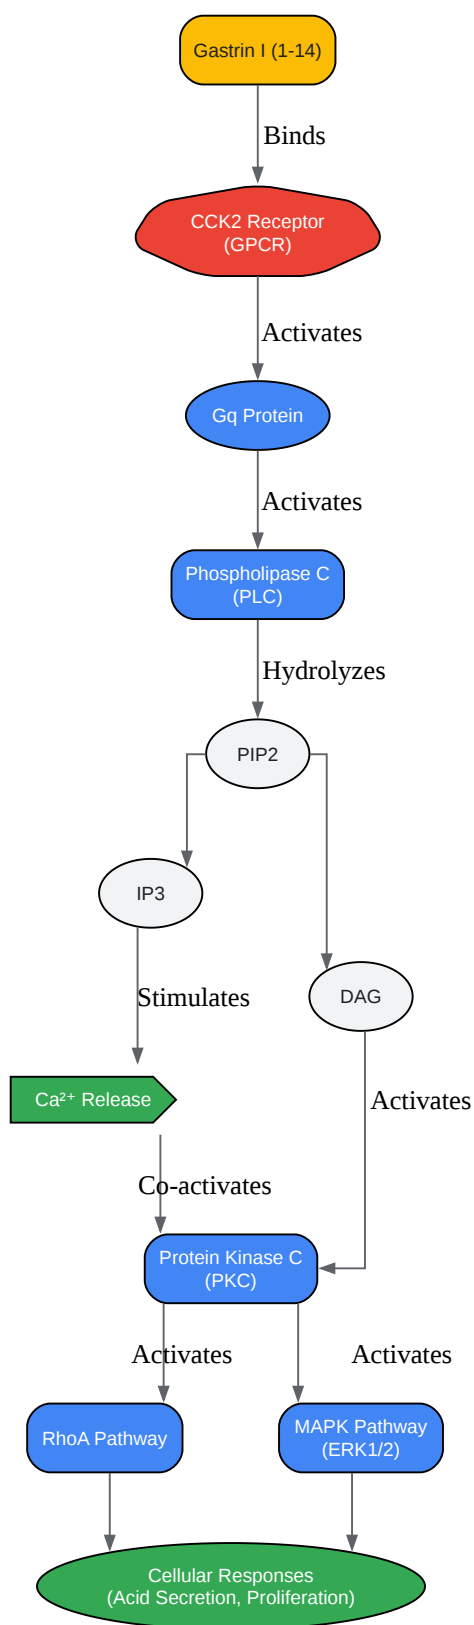 Gastrin I (1-14)
Binds
CCK2 Receptor
(GPCR)
Activates
Gq Protein
Activates
Phospholipase C
(PLC)
Hydrolyzes
PIP2
IP3
DAG
Stimulates
Ca²⁺ Release
Activates
Co-activates
Protein Kinase C
(PKC)
Activates
Activates
RhoA Pathway
MAPK Pathway
(ERK1/2)
Cellular Responses
(Acid Secretion, Proliferation)